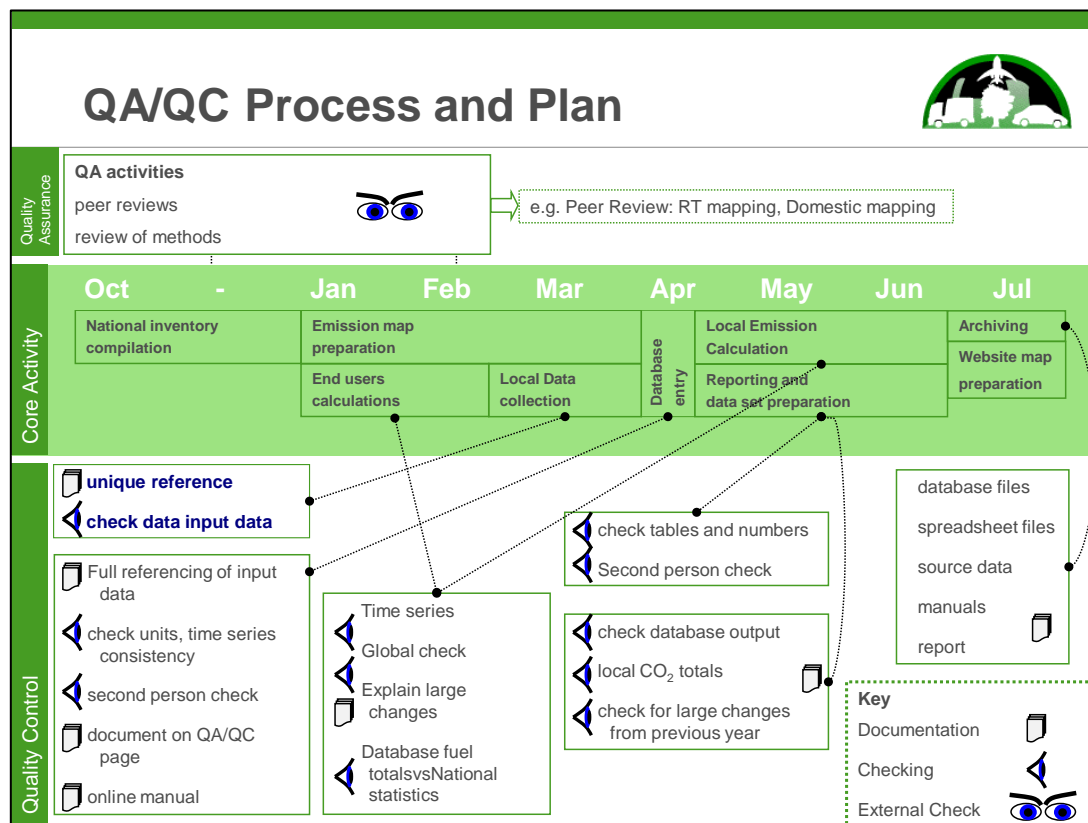 QA/QC Process and Plan
Quality
Assurance
QA activities
peer reviews
review of methods
e.g. Peer Review: RT mapping, Domestic mapping
Core Activity
Oct - Jan Feb Mar Apr May Jun Jul
National inventory
compilation
Emission map
preparation
End users
calculations
Local Data
collection
Database
entry
Local Emission
Calculation
Reporting and
data set preparation
Archiving
Website map
preparation
Quality Control
unique reference
check data input data
Full referencing of input
data
check units, time series
consistency
second person check
document on QA/QC
page
online manual
Time series
Global check
Explain large
changes
Database fuel
totalsvsNational
statistics
check tables and numbers
Second person check
check database output
local CO₂ totals
check for large changes
from previous year
database files
spreadsheet files
source data
manuals
report
Key
Documentation
Checking
External Check